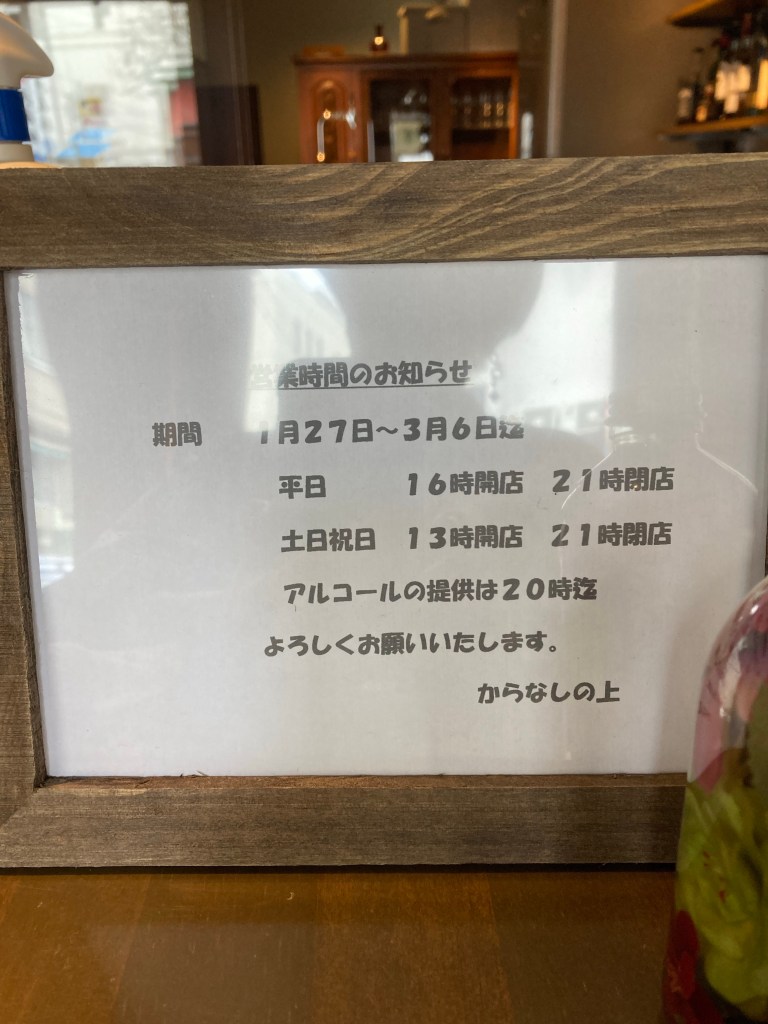 営業時間のお知らせ
期間　１月２７日～３月６日迄
平日　１６時開店　２１時閉店
土日祝日　１３時開店　２１時閉店
アルコールの提供は２０時迄
よろしくお願いいたします。
からなしの上